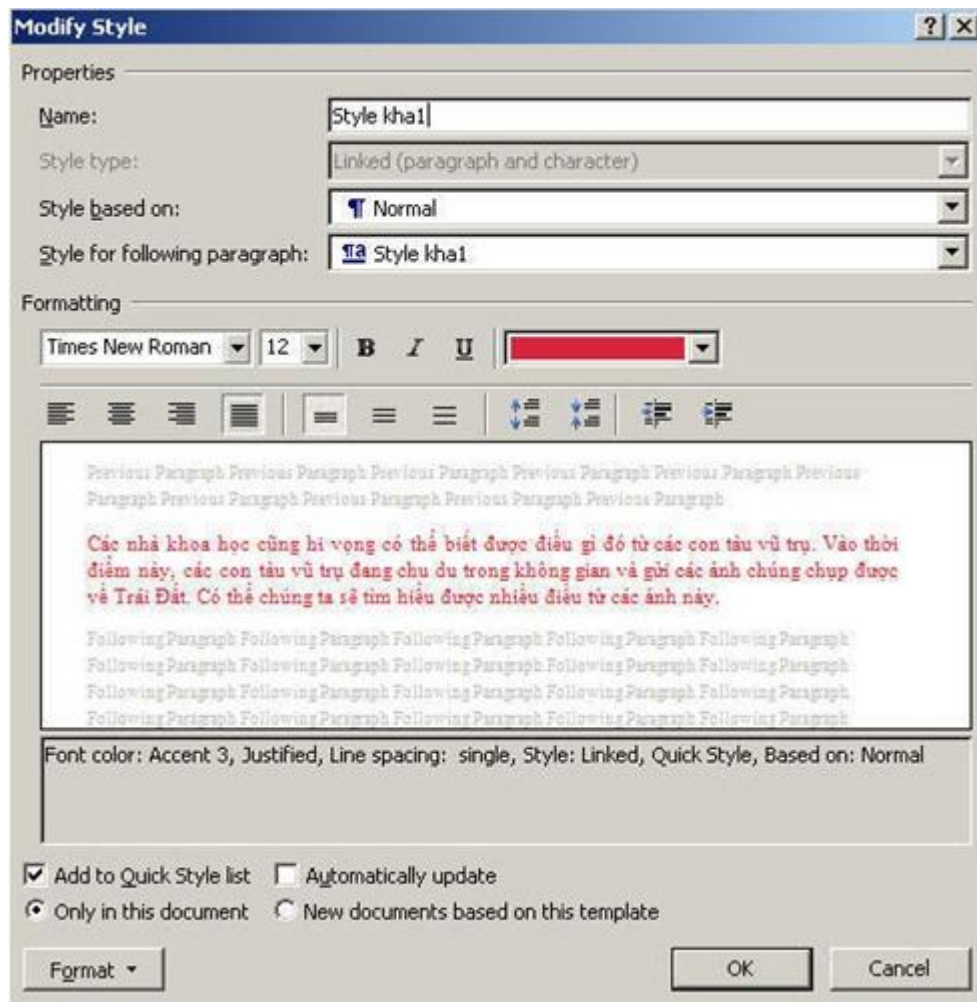 Modify Style
Properties
Name: Style kha1
Style type: Linked (paragraph and character)
Style based on: Normal
Style for following paragraph: Style kha1
Formatting
Times New Roman 12 B I U
Previous Paragraph Previous Paragraph Previous Paragraph Previous Paragraph Previous Paragraph Previous
Paragraph Previous Paragraph Previous Paragraph Previous Paragraph Previous Paragraph
Các nhà khoa học cũng hi vọng có thể biết được điều gì đó từ các con tàu vũ trụ. Vào thời
điểm này, các con tàu vũ trụ đang chu du trong không gian và gửi các ảnh chúng chụp được
về Trái Đất. Có thể chúng ta sẽ tìm hiểu được nhiều điều từ các ảnh này.
Following Paragraph Following Paragraph Following Paragraph Following Paragraph Following Paragraph
Following Paragraph Following Paragraph Following Paragraph Following Paragraph Following Paragraph
Following Paragraph Following Paragraph Following Paragraph Following Paragraph Following Paragraph
Following Paragraph Following Paragraph Following Paragraph Following Paragraph Following Paragraph
Font color: Accent 3, Justified, Line spacing: single, Style: Linked, Quick Style, Based on: Normal
Add to Quick Style list Automatically update
Only in this document New documents based on this template
Format OK Cancel